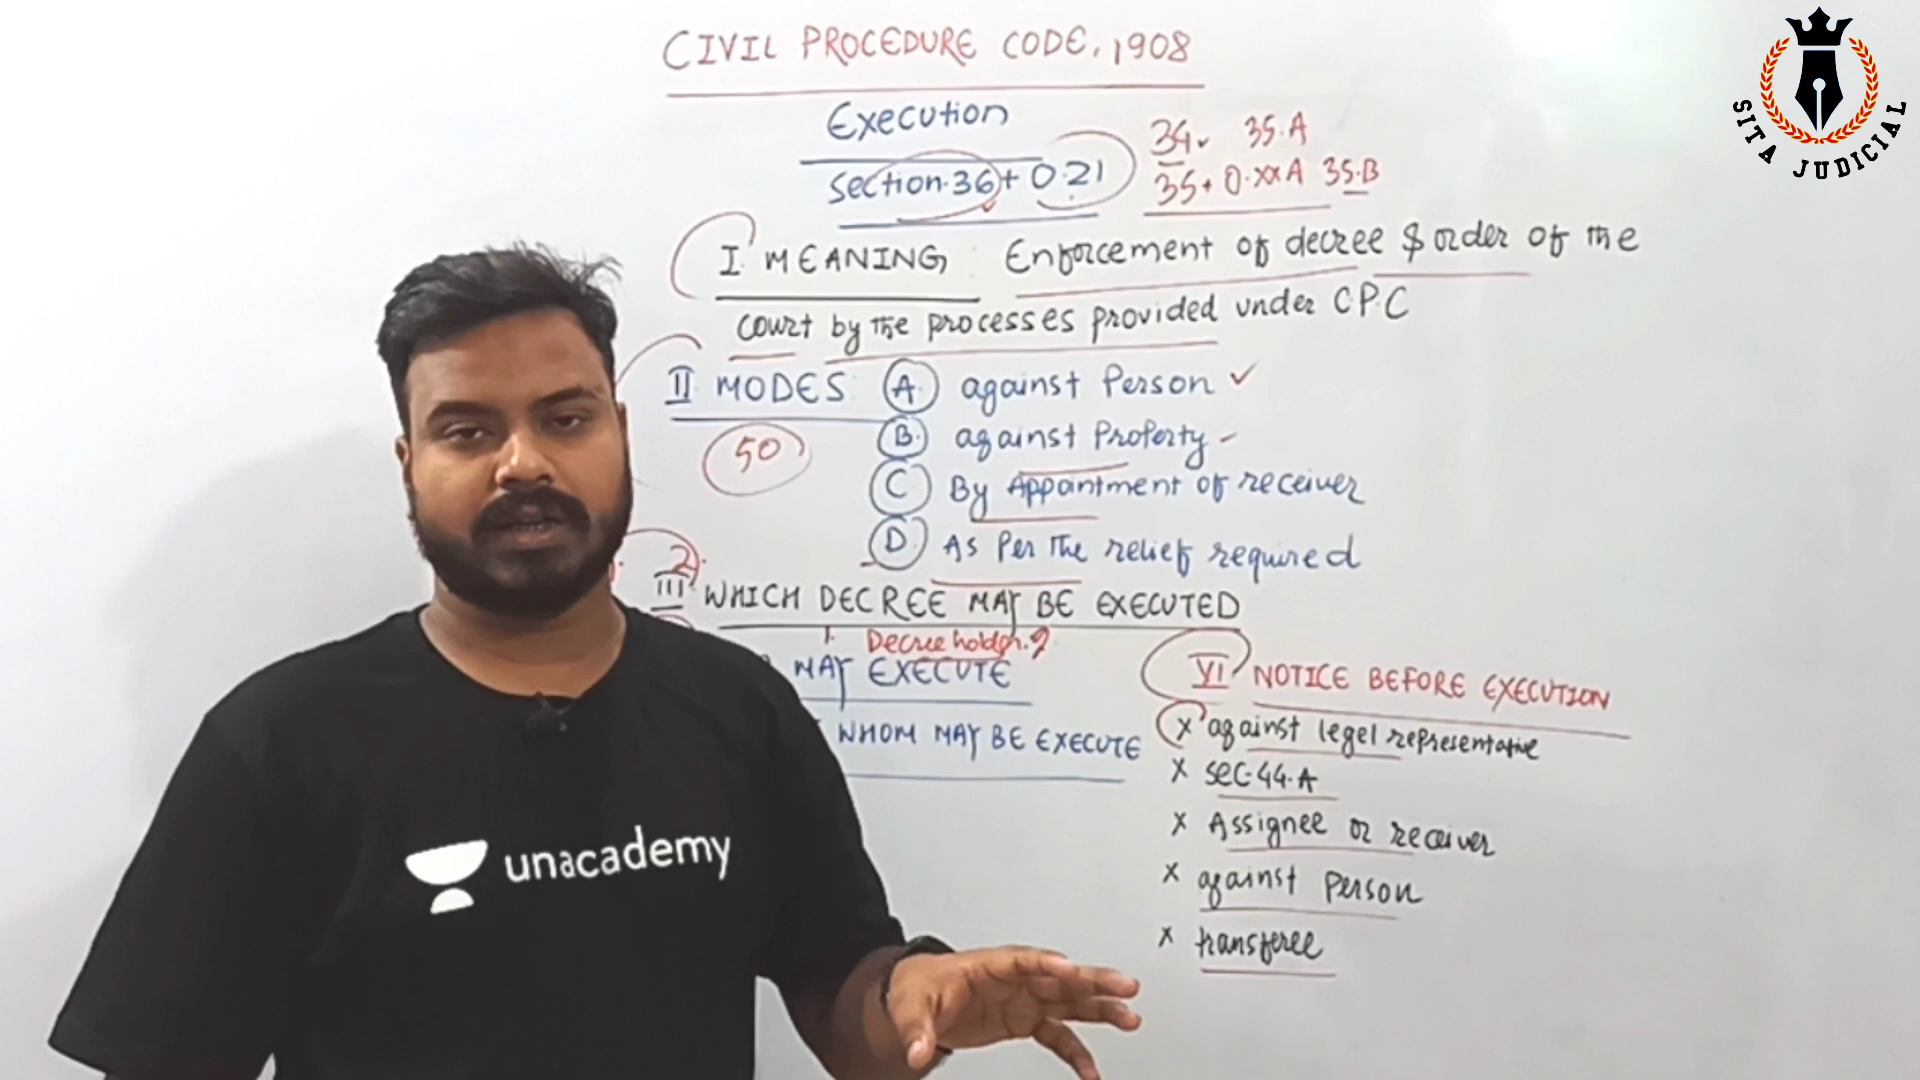 CIVIL PROCEDURE CODE, 1908
Execution
Section.36+ O.21
34 35.A
35+ O.XXA 35.B
I MEANING : Enforcement of decree & order of the
court by the processes provided under C.P.C
II MODES : A. against Person
B. against Property
50
C By Appointment of receiver
D. As Per The relief required
2.
III WHICH DECREE MAY BE EXECUTED
1. Decree holder.
MAY EXECUTE
WHOM MAY BE EXECUTE
VI NOTICE BEFORE EXECUTION
x against legel representative
x sec.44.A
x Assignee or receiver
x against Person
x transferee
unacademy
SITA JUDICIAL